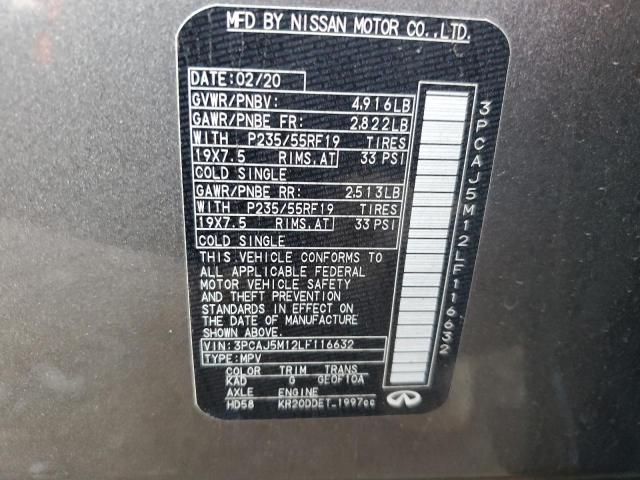 MFD BY NISSAN MOTOR CO.,LTD.
DATE:02/20
GVWR/PNBV: 4,916LB
GAWR/PNBE FR: 2,822LB
WITH P235/55RF19 TIRES
19X7.5 RIMS,AT 33 PSI
COLD SINGLE
GAWR/PNBE RR: 2,513LB
WITH P235/55RF19 TIRES
19X7.5 RIMS,AT 33 PSI
COLD SINGLE
THIS VEHICLE CONFORMS TO
ALL APPLICABLE FEDERAL
MOTOR VEHICLE SAFETY
AND THEFT PREVENTION
STANDARDS IN EFFECT ON
THE DATE OF MANUFACTURE
SHOWN ABOVE.
VIN:3PCAJ5M12LF116632
TYPE:MPV
COLOR TRIM TRANS
KAD G GEOF10A
AXLE ENGINE
HD58 KR20DDET_1997cc
3PCAJ5M12LF116632